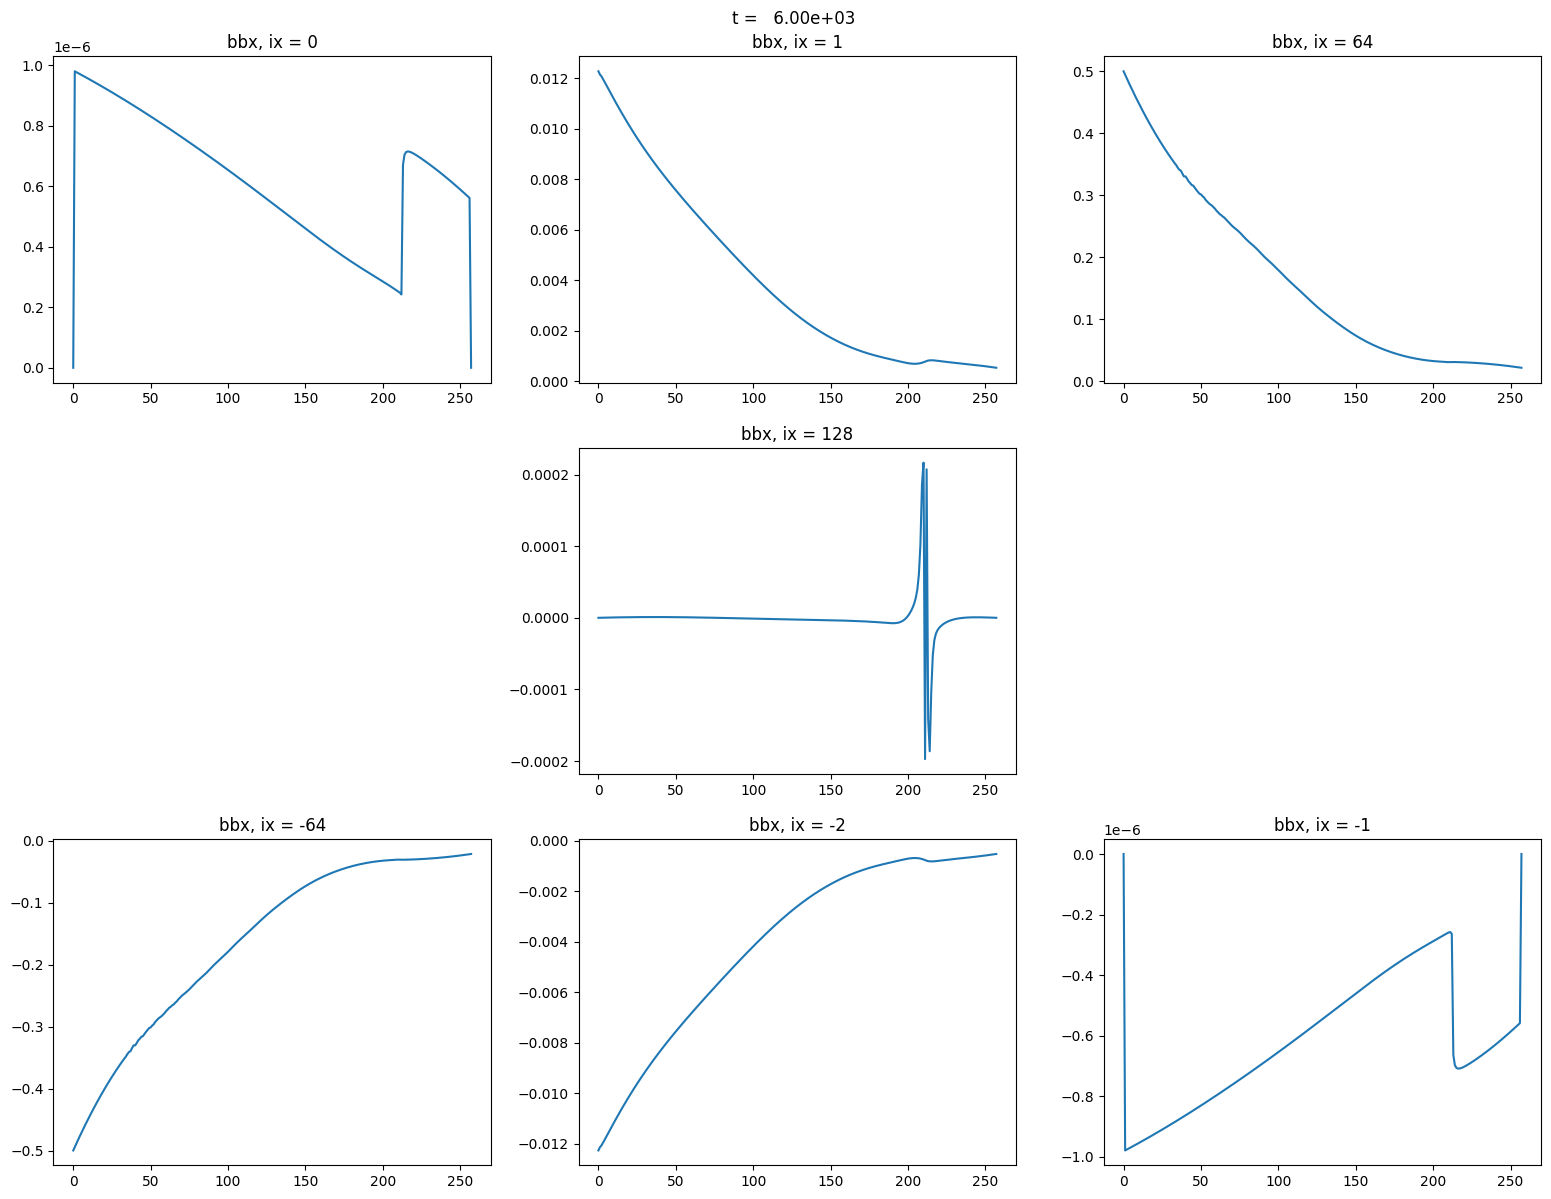 t =   6.00e+03
bbx, ix = 0
1e−6
1.0
0.8
0.6
0.4
0.2
0.0
0 50 100 150 200 250
bbx, ix = 1
0.012
0.010
0.008
0.006
0.004
0.002
0.000
0 50 100 150 200 250
bbx, ix = 64
0.5
0.4
0.3
0.2
0.1
0.0
0 50 100 150 200 250
bbx, ix = 128
0.0002
0.0001
0.0000
−0.0001
−0.0002
0 50 100 150 200 250
bbx, ix = -64
0.0
−0.1
−0.2
−0.3
−0.4
−0.5
0 50 100 150 200 250
bbx, ix = -2
0.000
−0.002
−0.004
−0.006
−0.008
−0.010
−0.012
0 50 100 150 200 250
bbx, ix = -1
1e−6
0.0
−0.2
−0.4
−0.6
−0.8
−1.0
0 50 100 150 200 250